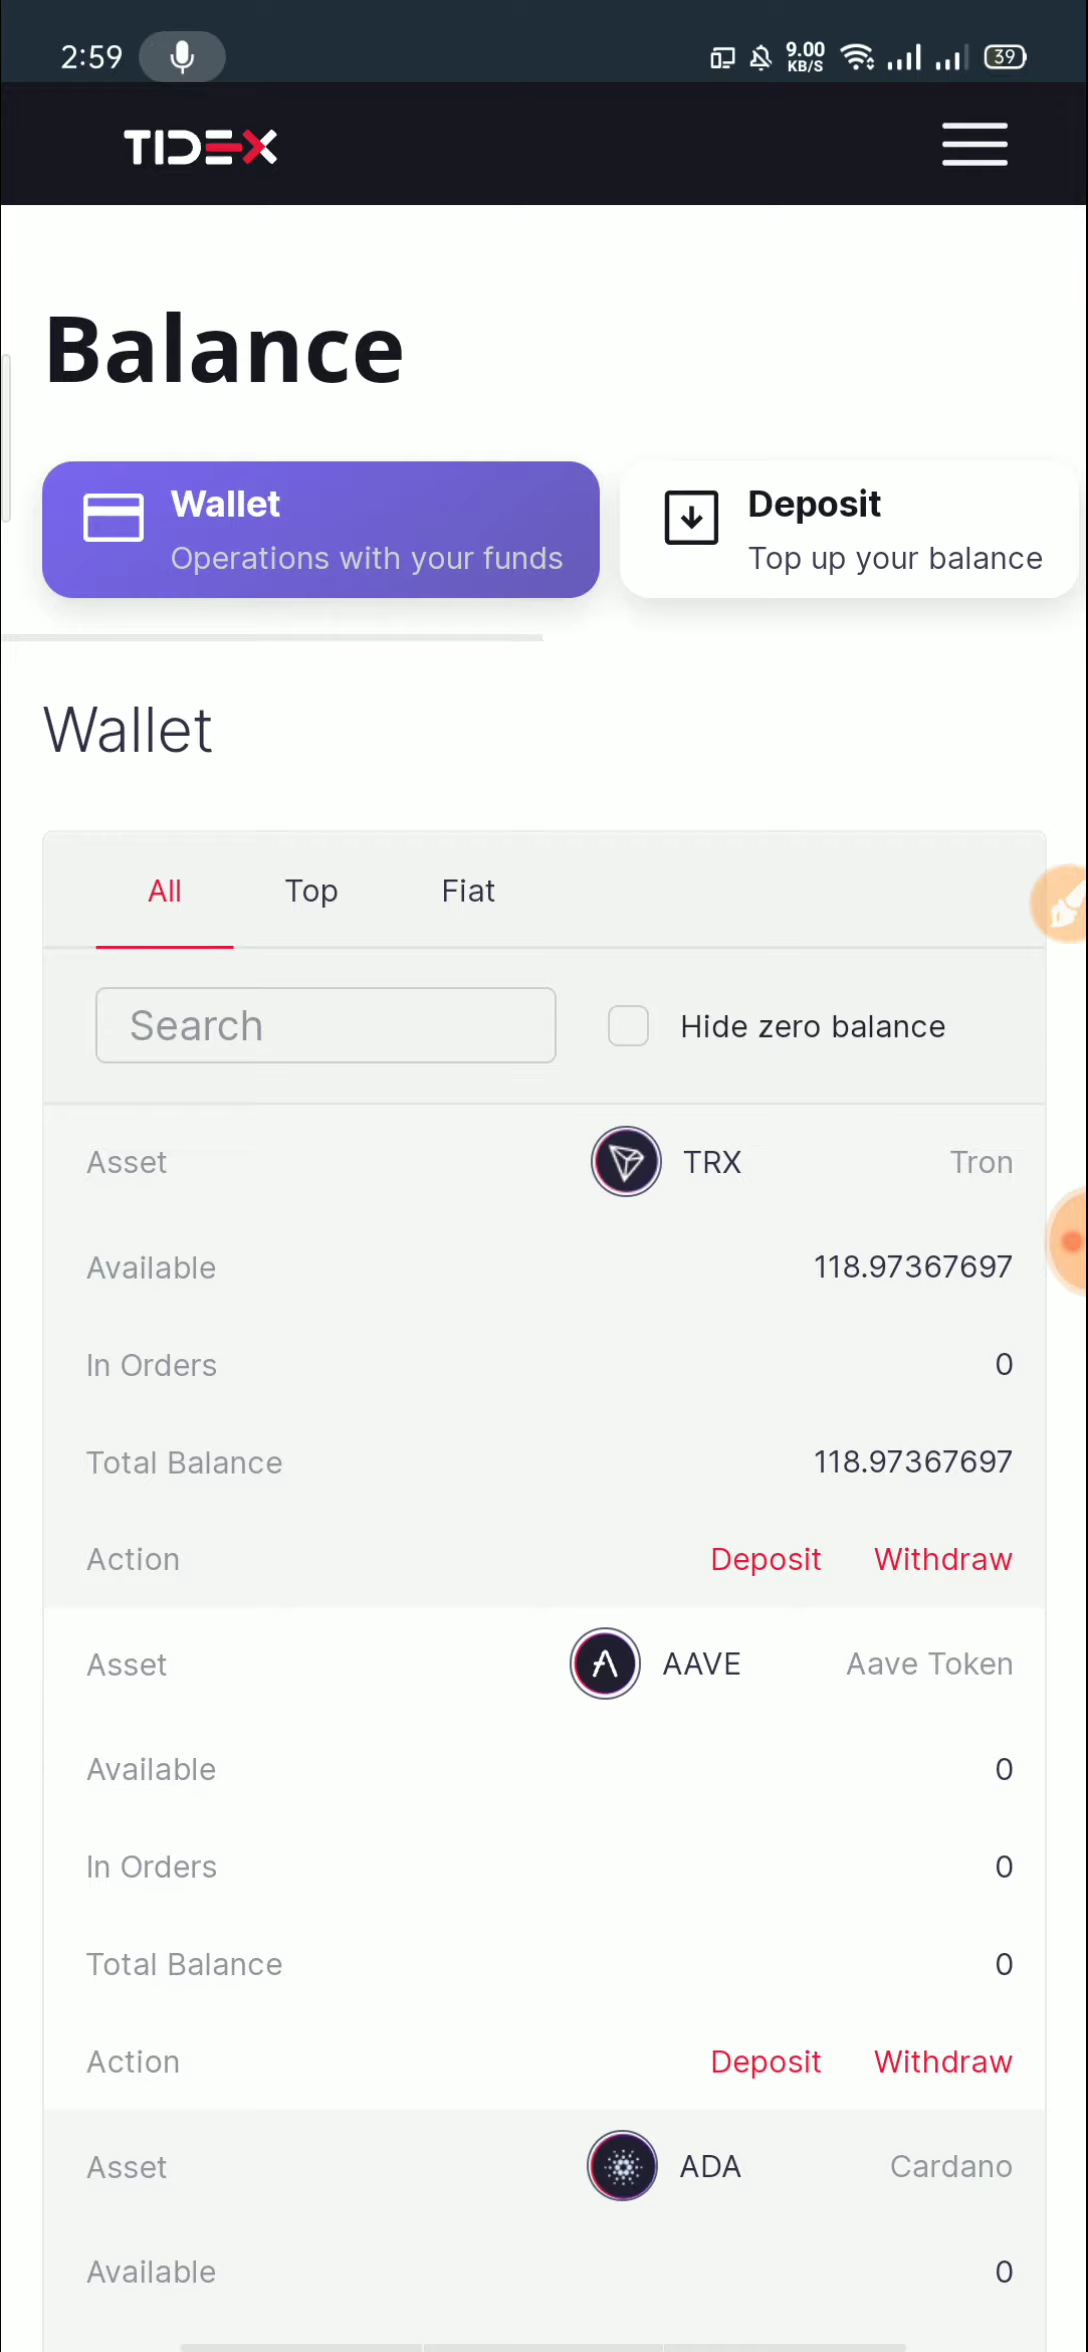 2:59 9.00 KB/S 39
TIDEX
Balance
Wallet
Operations with your funds
Deposit
Top up your balance
Wallet
All Top Fiat
Search Hide zero balance
Asset TRX Tron
Available 118.97367697
In Orders 0
Total Balance 118.97367697
Action Deposit Withdraw
Asset AAVE Aave Token
Available 0
In Orders 0
Total Balance 0
Action Deposit Withdraw
Asset ADA Cardano
Available 0